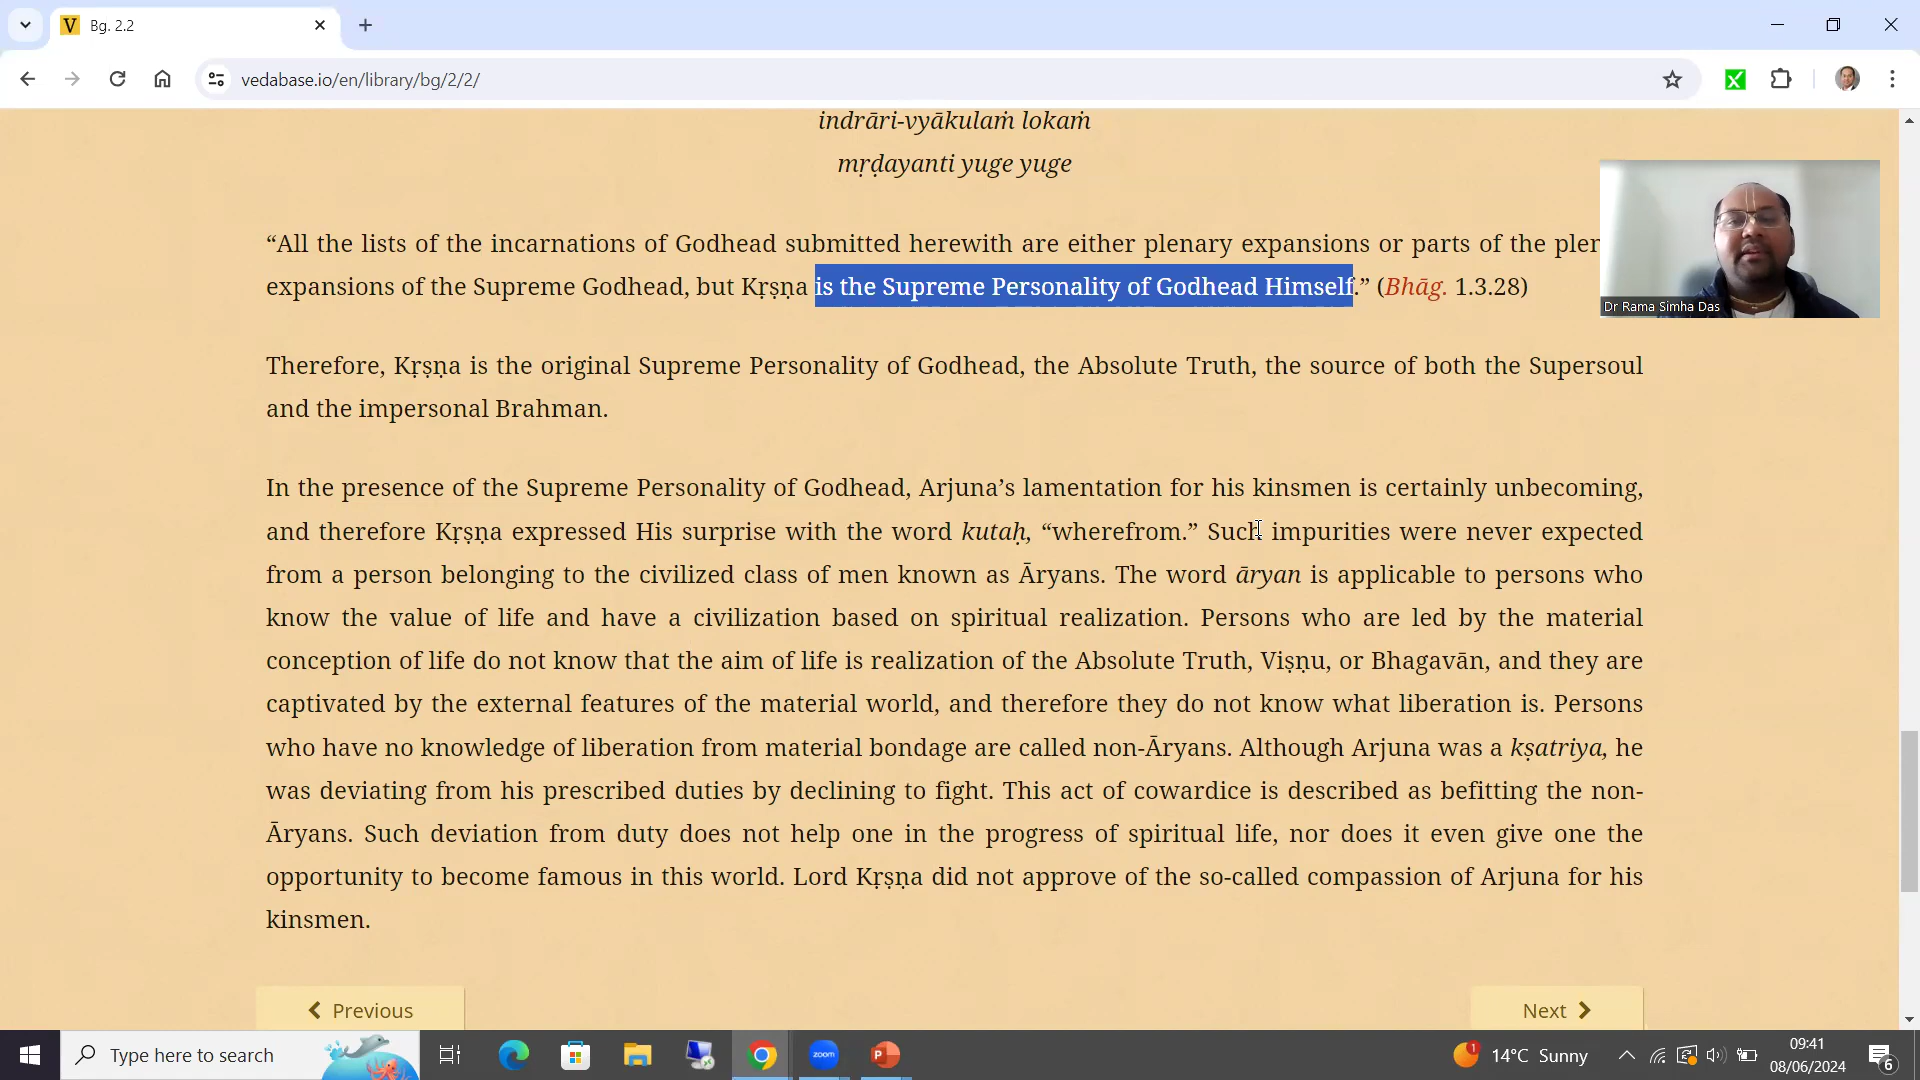 Bg. 2.2
vedabase.io/en/library/bg/2/2/
indrāri-vyākulaṁ lokaṁ
mṛḍayanti yuge yuge
“All the lists of the incarnations of Godhead submitted herewith are either plenary expansions or parts of the plen
expansions of the Supreme Godhead, but Kṛṣṇa is the Supreme Personality of Godhead Himself.” (Bhāg. 1.3.28)
Dr Rama Simha Das
Therefore, Kṛṣṇa is the original Supreme Personality of Godhead, the Absolute Truth, the source of both the Supersoul
and the impersonal Brahman.
In the presence of the Supreme Personality of Godhead, Arjuna’s lamentation for his kinsmen is certainly unbecoming,
and therefore Kṛṣṇa expressed His surprise with the word kutaḥ, “wherefrom.” Such impurities were never expected
from a person belonging to the civilized class of men known as Āryans. The word āryan is applicable to persons who
know the value of life and have a civilization based on spiritual realization. Persons who are led by the material
conception of life do not know that the aim of life is realization of the Absolute Truth, Viṣṇu, or Bhagavān, and they are
captivated by the external features of the material world, and therefore they do not know what liberation is. Persons
who have no knowledge of liberation from material bondage are called non-Āryans. Although Arjuna was a kṣatriya, he
was deviating from his prescribed duties by declining to fight. This act of cowardice is described as befitting the non-
Āryans. Such deviation from duty does not help one in the progress of spiritual life, nor does it even give one the
opportunity to become famous in this world. Lord Kṛṣṇa did not approve of the so-called compassion of Arjuna for his
kinsmen.
Previous
Next
Type here to search
zoom
1
14°C Sunny
09:41
08/06/2024
6